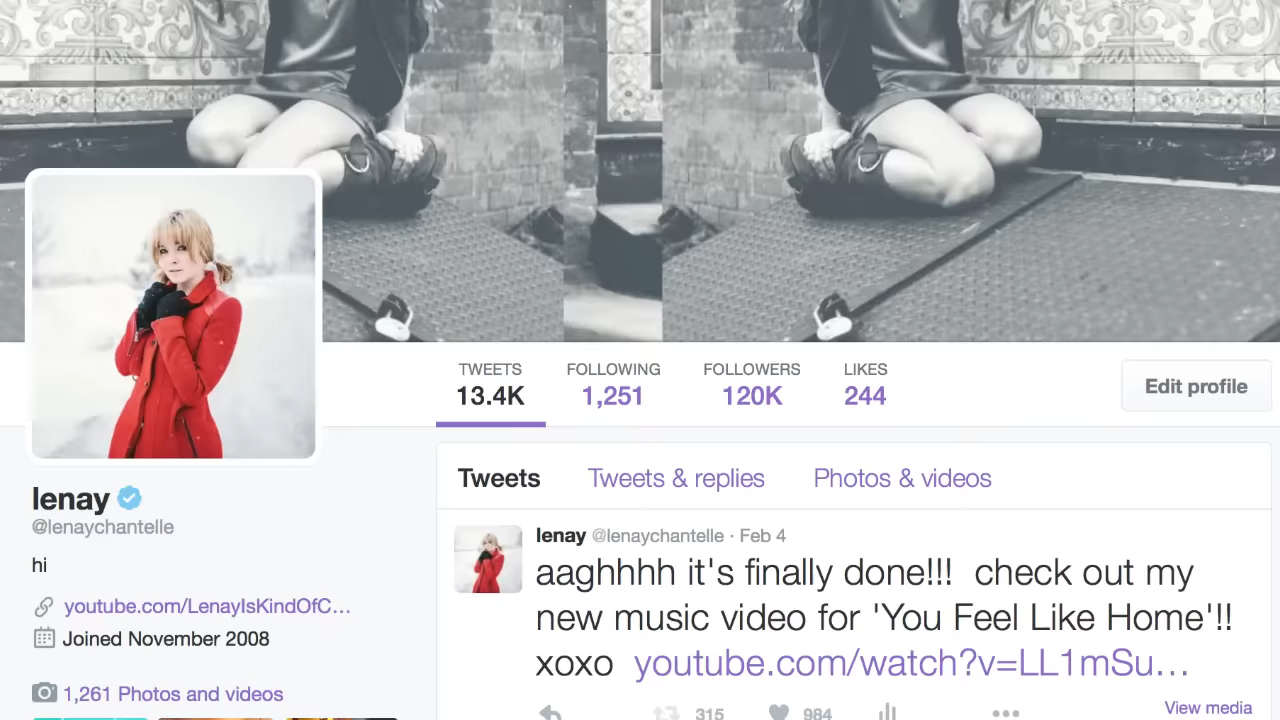 TWEETS FOLLOWING FOLLOWERS LIKES
13.4K 1,251 120K 244
Edit profile
lenay
@lenaychantelle
hi
youtube.com/LenayIsKindOfC…
Joined November 2008
1,261 Photos and videos
Tweets Tweets & replies Photos & videos
lenay @lenaychantelle · Feb 4
aaghhhh it's finally done!!! check out my
new music video for 'You Feel Like Home'!!
xoxo youtube.com/watch?v=LL1mSu…
315 984
View media